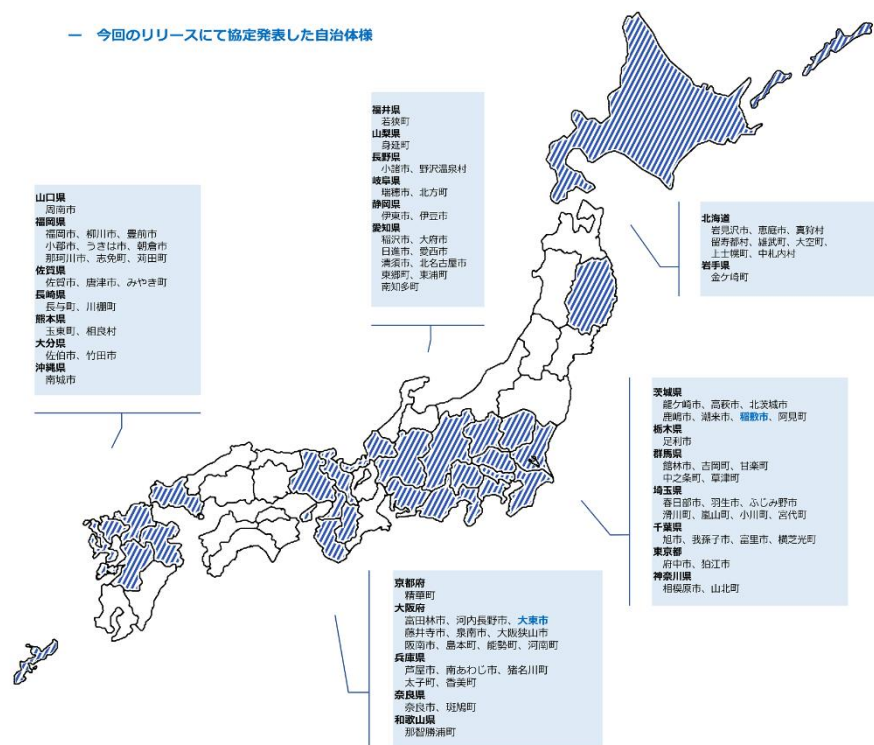 ― 今回のリリースにて協定発表した自治体様
福井県
若狭町
山梨県
身延町
長野県
小諸市、野沢温泉村
岐阜県
瑞穂市、北方町
静岡県
伊東市、伊豆市
愛知県
稲沢市、大府市
日進市、愛西市
清須市、北名古屋市
東郷町、東浦町
南知多町
山口県
周南市
福岡県
福岡市、柳川市、豊前市
小郡市、うきは市、朝倉市
那珂川市、志免町、苅田町
佐賀県
佐賀市、唐津市、みやき町
長崎県
長与町、川棚町
熊本県
玉東町、相良村
大分県
佐伯市、竹田市
沖縄県
南城市
北海道
岩見沢市、恵庭市、真狩村
留寿都村、雄武町、大空町、
上士幌町、中札内村
岩手県
金ケ崎町
茨城県
龍ケ崎市、高萩市、北茨城市
鹿嶋市、潮来市、稲敷市、阿見町
栃木県
足利市
群馬県
館林市、吉岡町、甘楽町
中之条町、草津町
埼玉県
春日部市、羽生市、ふじみ野市
滑川町、嵐山町、小川町、宮代町
千葉県
旭市、我孫子市、富里市、横芝光町
東京都
府中市、狛江市
神奈川県
相模原市、山北町
京都府
精華町
大阪府
富田林市、河内長野市、大東市
藤井寺市、泉南市、大阪狭山市
阪南市、島本町、能勢町、河南町
兵庫県
芦屋市、南あわじ市、猪名川町
太子町、香美町
奈良県
奈良市、斑鳩町
和歌山県
那智勝浦町